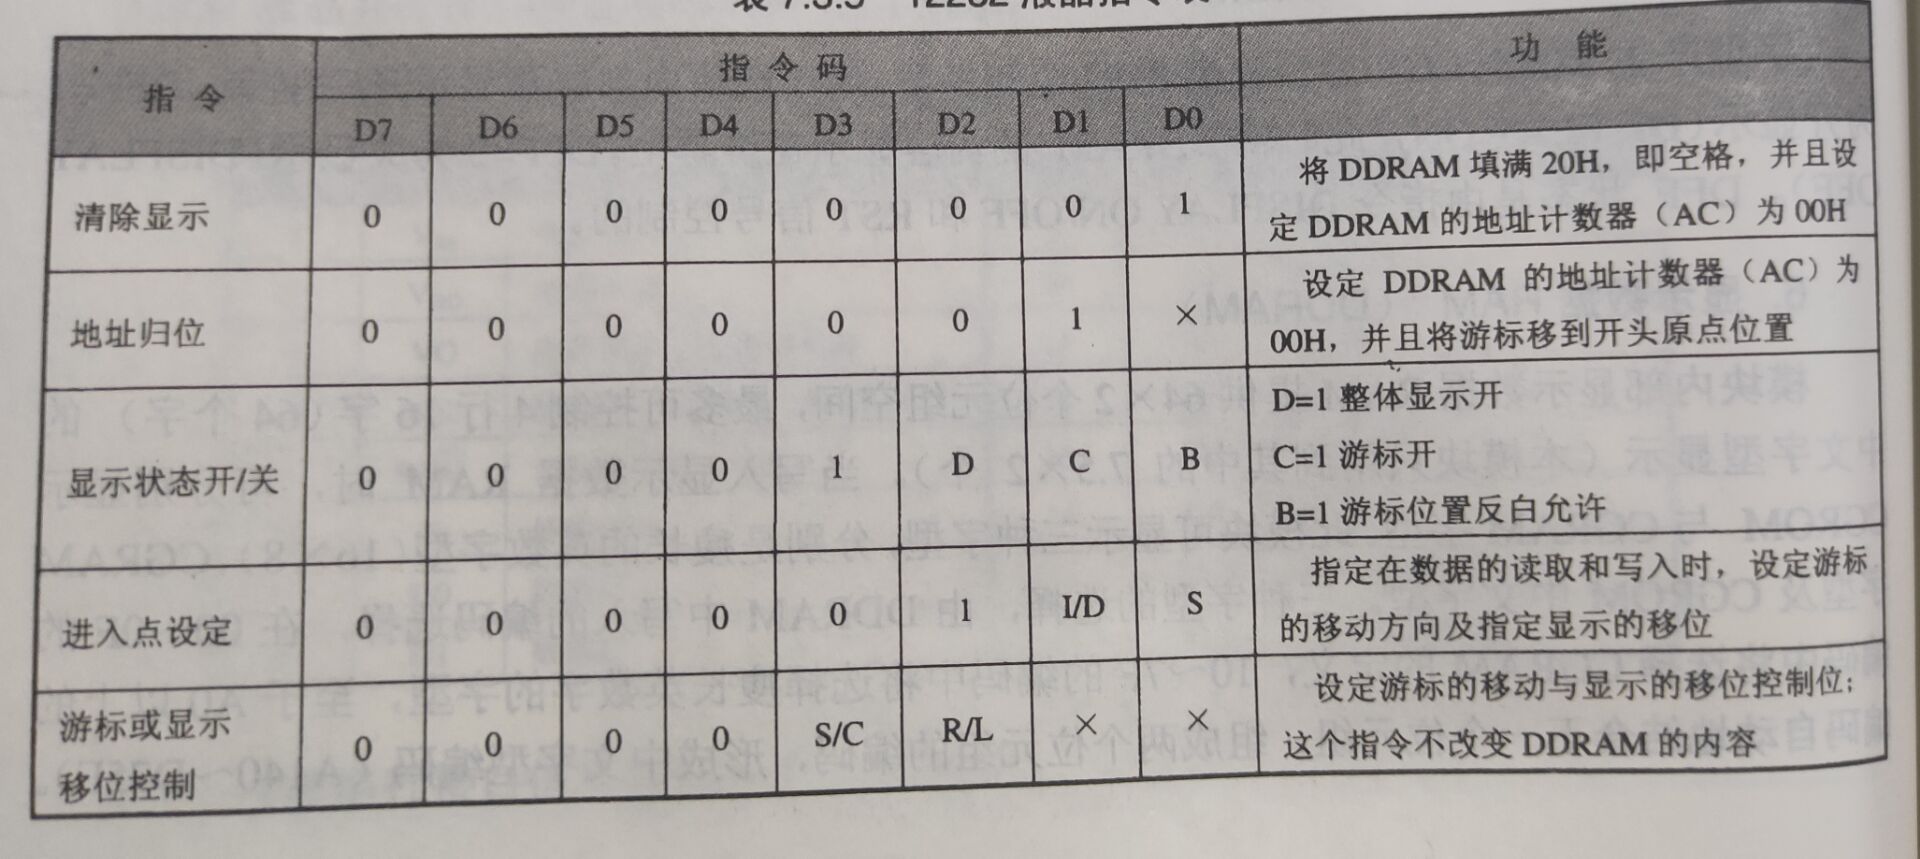 表 7.3.5 12232 液晶指令
指 令 指 令 码 功 能
D7 D6 D5 D4 D3 D2 D1 D0
清除显示 0 0 0 0 0 0 0 1 将 DDRAM 填满 20H，即空格，并且设
定 DDRAM 的地址计数器（AC）为 00H
地址归位 0 0 0 0 0 0 1 × 设定 DDRAM 的地址计数器（AC）为
00H，并且将游标移到开头原点位置
显示状态开/关 0 0 0 0 1 D C B D=1 整体显示开
C=1 游标开
B=1 游标位置反白允许
进入点设定 0 0 0 0 0 1 I/D S 指定在数据的读取和写入时，设定游标
的移动方向及指定显示的移位
游标或显示
移位控制 0 0 0 0 S/C R/L × × 设定游标的移动与显示的移位控制位；
这个指令不改变 DDRAM 的内容